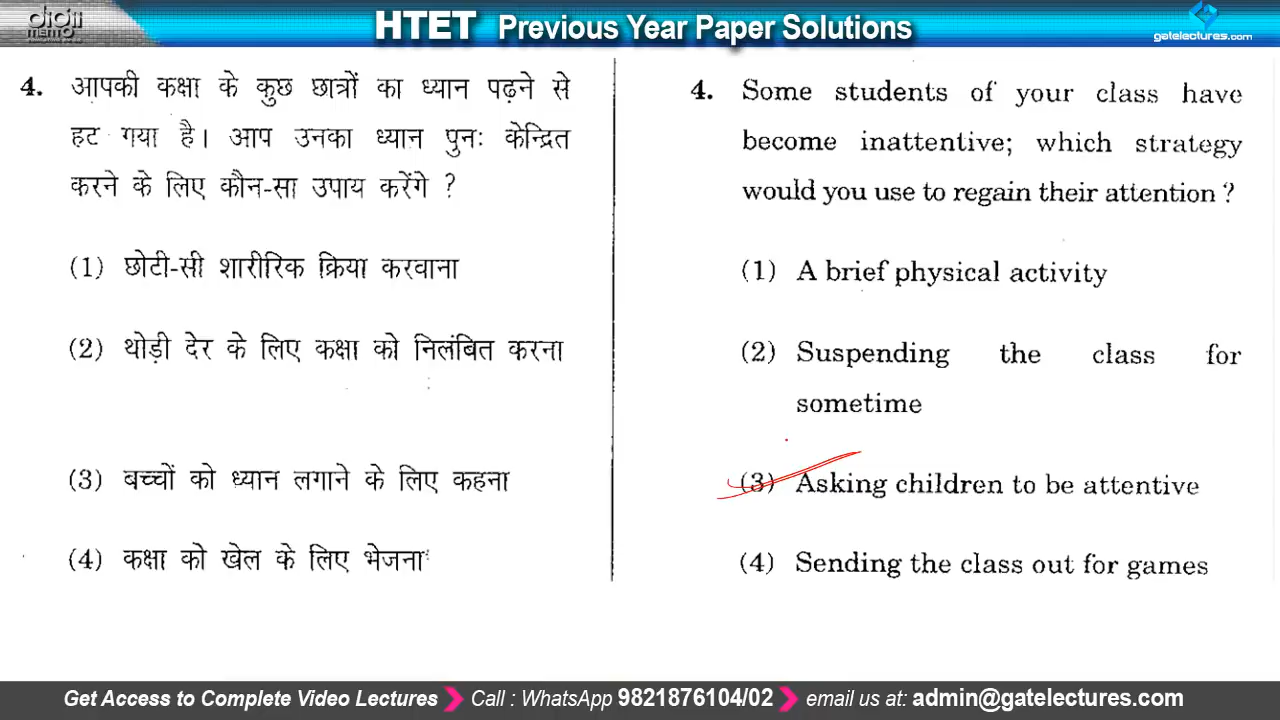 digi
MENTO
HTET Previous Year Paper Solutions
gatelectures.com
4. आपकी कक्षा के कुछ छात्रों का ध्यान पढ़ने से
हट गया है। आप उनका ध्यान पुनः केन्द्रित
करने के लिए कौन-सा उपाय करेंगे ?
(1) छोटी-सी शारीरिक क्रिया करवाना
(2) थोड़ी देर के लिए कक्षा को निलंबित करना
(3) बच्चों को ध्यान लगाने के लिए कहना
(4) कक्षा को खेल के लिए भेजना
4. Some students of your class have
become inattentive; which strategy
would you use to regain their attention ?
(1) A brief physical activity
(2) Suspending the class for
sometime
(3) Asking children to be attentive
(4) Sending the class out for games
Get Access to Complete Video Lectures Call : WhatsApp 9821876104/02 email us at: admin@gatelectures.com